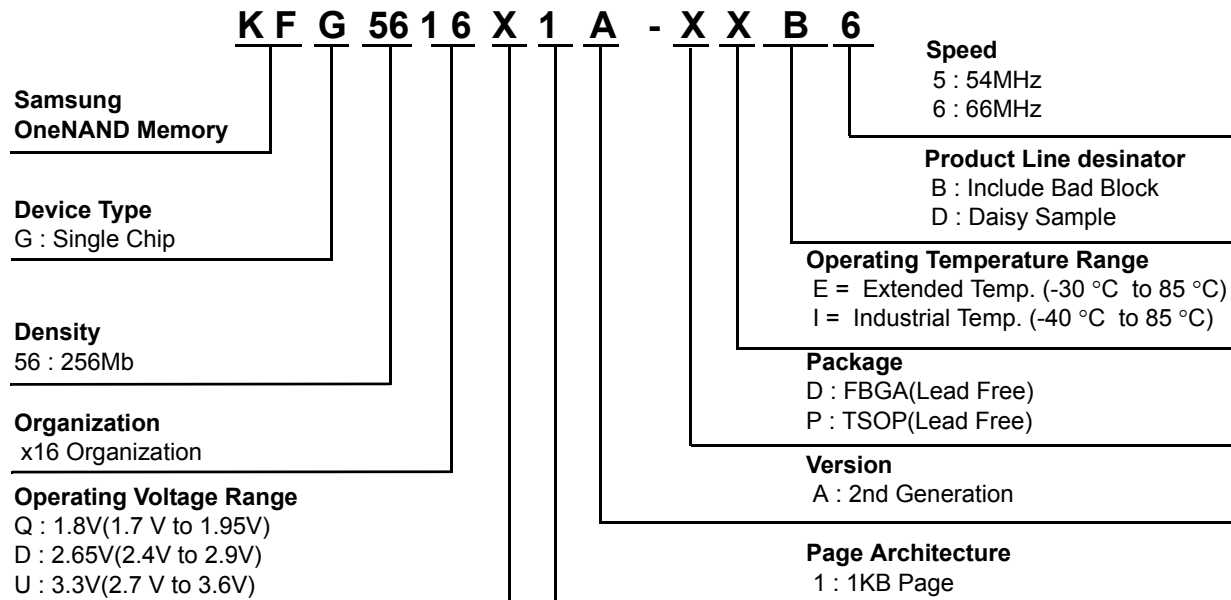 K F G 56 1 6 X 1 A - X X B 6
Samsung
OneNAND Memory
Device Type
G : Single Chip
Density
56 : 256Mb
Organization
x16 Organization
Operating Voltage Range
Q : 1.8V(1.7 V to 1.95V)
D : 2.65V(2.4V to 2.9V)
U : 3.3V(2.7 V to 3.6V)
Speed
5 : 54MHz
6 : 66MHz
Product Line desinator
B : Include Bad Block
D : Daisy Sample
Operating Temperature Range
E = Extended Temp. (-30 °C to 85 °C)
I = Industrial Temp. (-40 °C to 85 °C)
Package
D : FBGA(Lead Free)
P : TSOP(Lead Free)
Version
A : 2nd Generation
Page Architecture
1 : 1KB Page